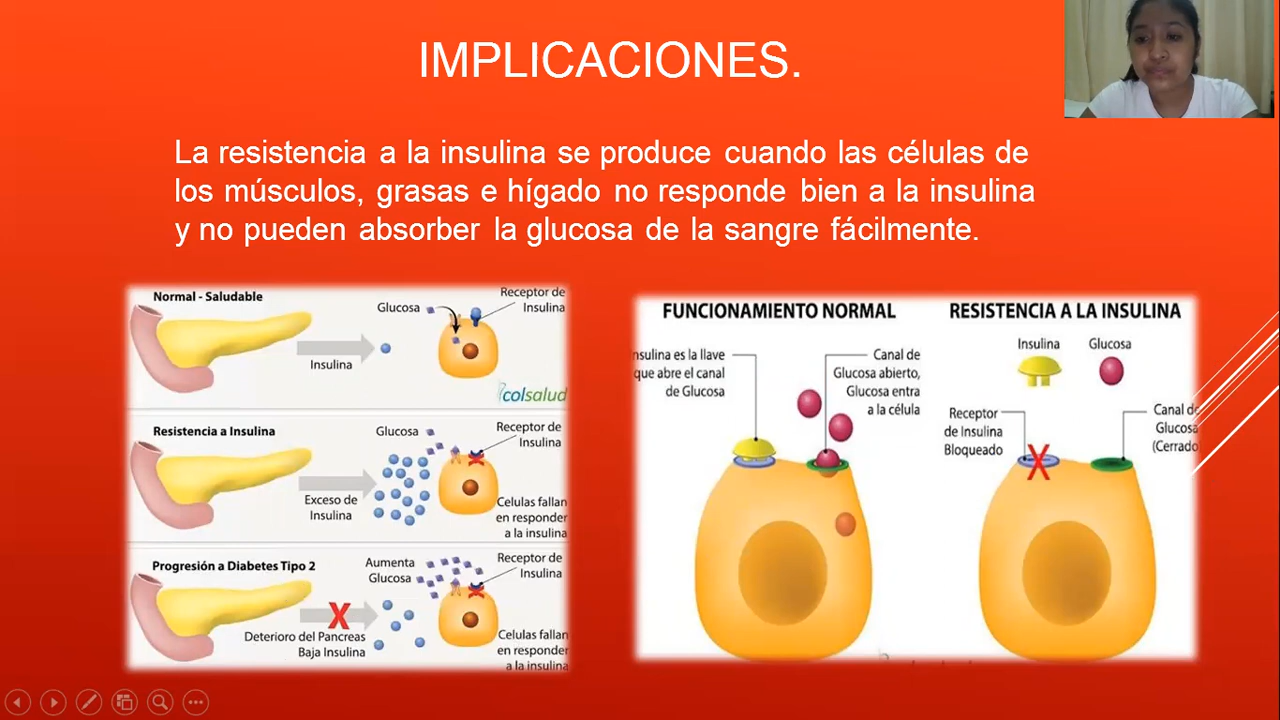 IMPLICACIONES.
La resistencia a la insulina se produce cuando las células de
los músculos, grasas e hígado no responde bien a la insulina
y no pueden absorber la glucosa de la sangre fácilmente.
Normal - Saludable
Glucosa
Receptor de
Insulina
Insulina
colsalud
Resistencia a Insulina
Glucosa
Receptor de
Insulina
Exceso de
Insulina
Celulas fallan
en responder
a la insulina
Progresión a Diabetes Tipo 2
Aumenta
Glucosa
Receptor de
Insulina
X
Deterioro del Pancreas
Baja Insulina
Celulas fallan
en responder
a la insulina
FUNCIONAMIENTO NORMAL
nsulina es la llave
que abre el canal
de Glucosa
Canal de
Glucosa abierto,
Glucosa entra
a la célula
RESISTENCIA A LA INSULINA
Insulina
Glucosa
Receptor
de Insulina
Bloqueado
X
Canal de
Glucosa
(Cerrado